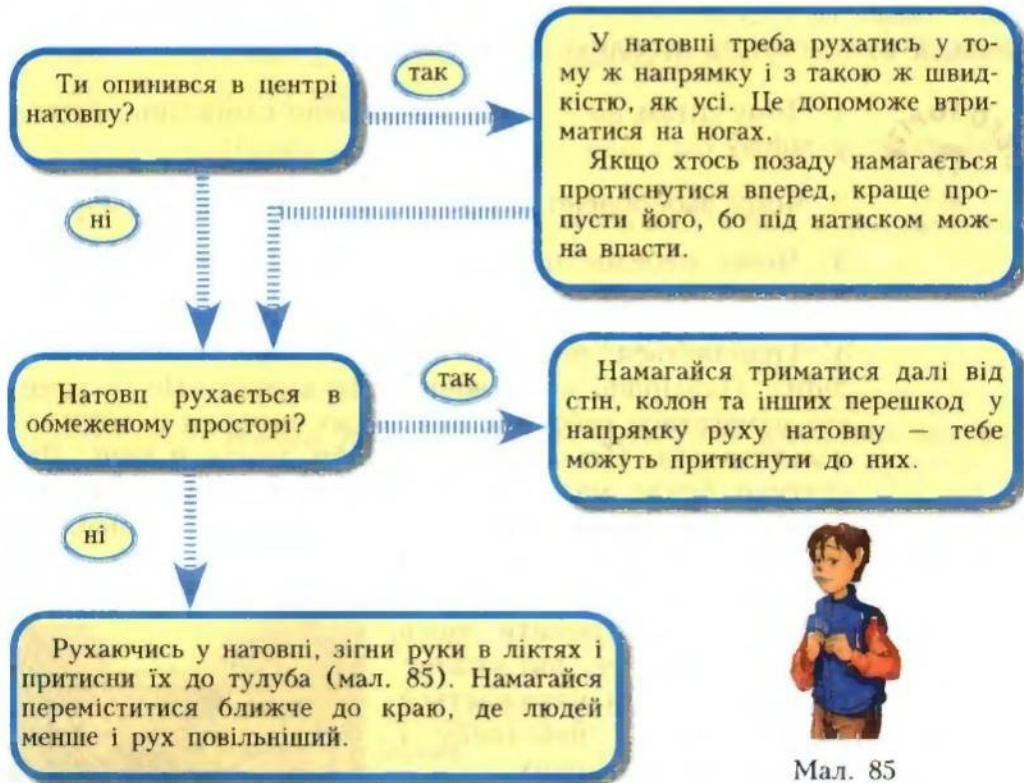 Ти опинився в центрі
натовпу?
так
У натовпі треба рухатись у то-
му ж напрямку і з такою ж швид-
кістю, як усі. Це допоможе втри-
матися на ногах.
Якщо хтось позаду намагається
протиснутися вперед, краще про-
пусти його, бо під натиском мож-
на впасти.
ні
Натовп рухається в
обмеженому просторі?
так
Намагайся триматися далі від
стін, колон та інших перешкод у
напрямку руху натовпу — тебе
можуть притиснути до них.
ні
Рухаючись у натовпі, зігни руки в ліктях і
притисни їх до тулуба (мал. 85). Намагайся
переміститися ближче до краю, де людей
менше і рух повільніший.
Мал. 85